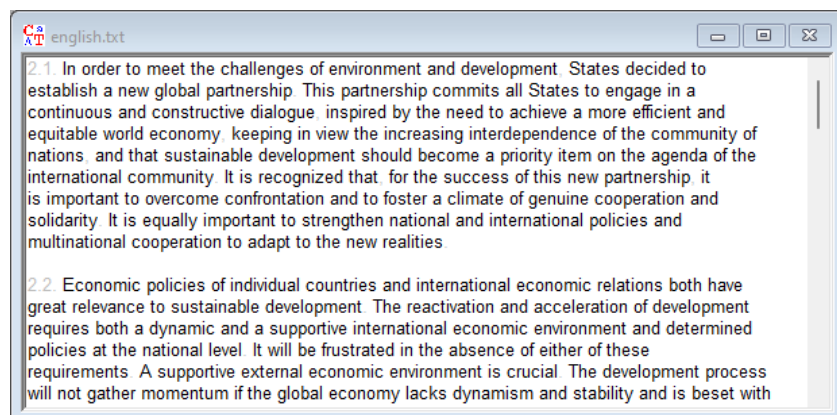 CaT
AT english.txt
2.1. In order to meet the challenges of environment and development, States decided to
establish a new global partnership. This partnership commits all States to engage in a
continuous and constructive dialogue, inspired by the need to achieve a more efficient and
equitable world economy, keeping in view the increasing interdependence of the community of
nations, and that sustainable development should become a priority item on the agenda of the
international community. It is recognized that, for the success of this new partnership, it
is important to overcome confrontation and to foster a climate of genuine cooperation and
solidarity. It is equally important to strengthen national and international policies and
multinational cooperation to adapt to the new realities.
2.2. Economic policies of individual countries and international economic relations both have
great relevance to sustainable development. The reactivation and acceleration of development
requires both a dynamic and a supportive international economic environment and determined
policies at the national level. It will be frustrated in the absence of either of these
requirements. A supportive external economic environment is crucial. The development process
will not gather momentum if the global economy lacks dynamism and stability and is beset with